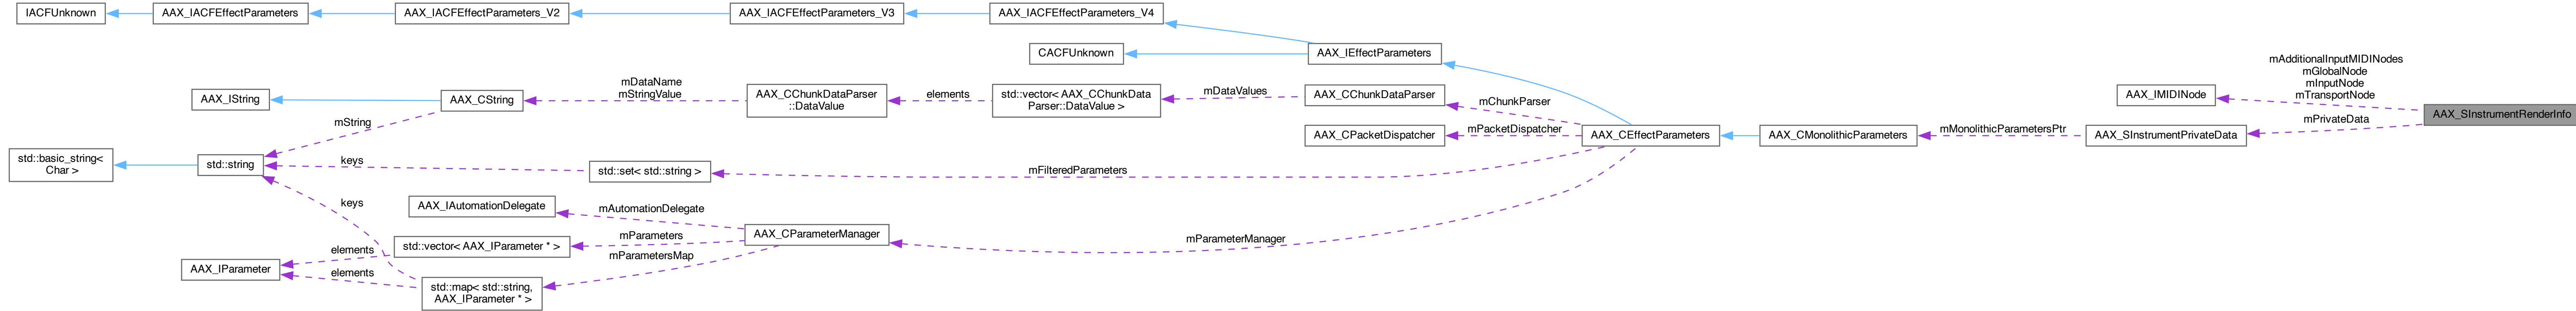 IACFUnknown
AAX_IACFEffectParameters
AAX_IACFEffectParameters_V2
AAX_IACFEffectParameters_V3
AAX_IACFEffectParameters_V4
CACFUnknown
AAX_IEffectParameters
mAdditionalInputMIDINodes
mGlobalNode
mInputNode
mTransportNode
AAX_IMIDINode
AAX_IString
AAX_CString
mDataName
mStringValue
AAX_CChunkDataParser
::DataValue
elements
std::vector< AAX_CChunkData
Parser::DataValue >
mDataValues
AAX_CChunkDataParser
mChunkParser
AAX_SInstrumentRenderInfo
mPrivateData
mString
AAX_CPacketDispatcher
mPacketDispatcher
AAX_CEffectParameters
AAX_CMonolithicParameters
mMonolithicParametersPtr
AAX_SInstrumentPrivateData
std::basic_string<
Char >
std::string
keys
std::set< std::string >
mFilteredParameters
keys
AAX_IAutomationDelegate
mAutomationDelegate
AAX_CParameterManager
mParameterManager
std::vector< AAX_IParameter * >
mParameters
elements
mParametersMap
AAX_IParameter
elements
std::map< std::string,
AAX_IParameter * >